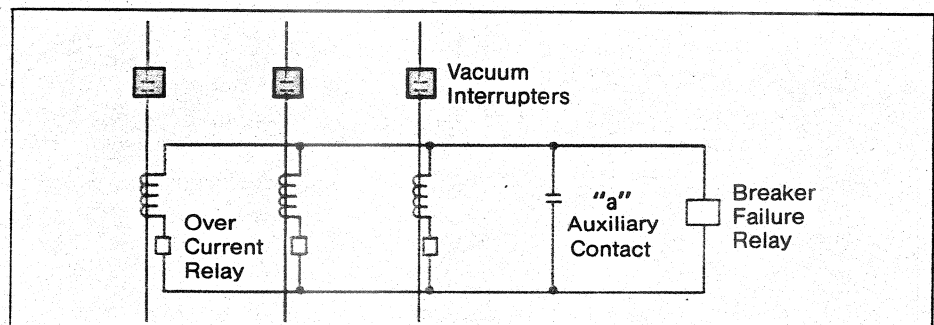 Vacuum
Interrupters
Over
Current
Relay
"a"
Auxiliary
Contact
Breaker
Failure
Relay